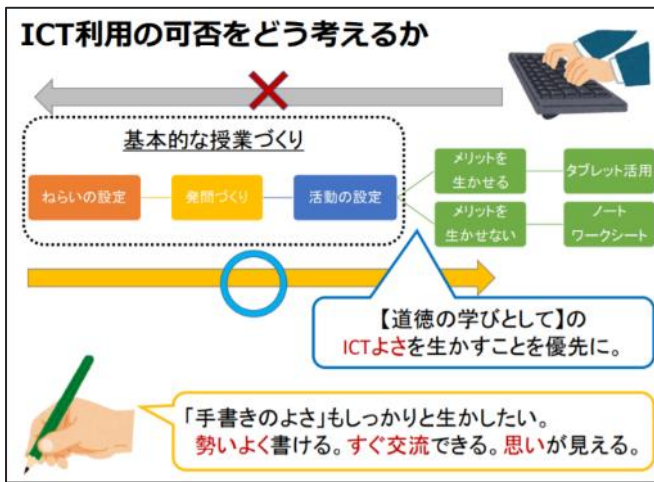 ICT利用の可否をどう考えるか
基本的な授業づくり
ねらいの設定
発問づくり
活動の設定
メリットを
生かせる
タブレット活用
メリットを
生かせない
ノート
ワークシート
【道徳の学びとして】の
ICTよさを生かすことを優先に。
「手書きのよさ」もしっかりと生かしたい。
勢いよく書ける。すぐ交流できる。思いが見える。